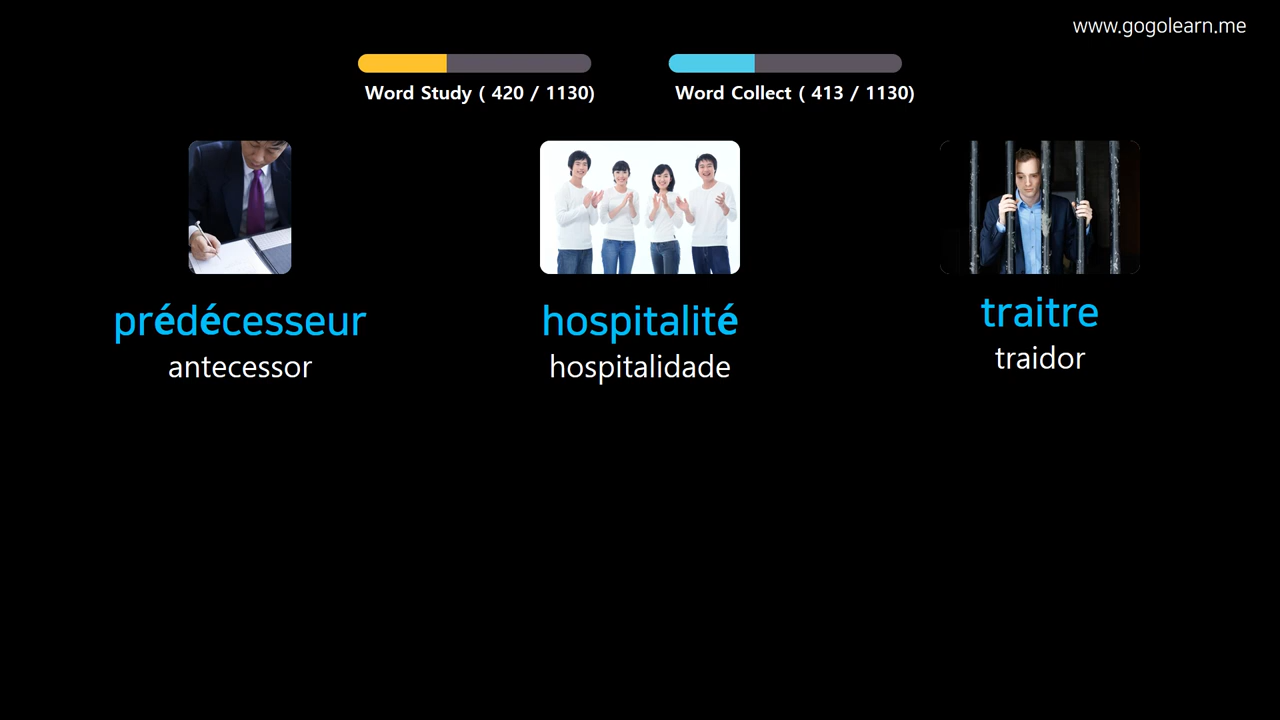 www.gogolearn.me
Word Study ( 420 / 1130)
Word Collect ( 413 / 1130)
prédécesseur
antecessor
hospitalité
hospitalidade
traitre
traidor